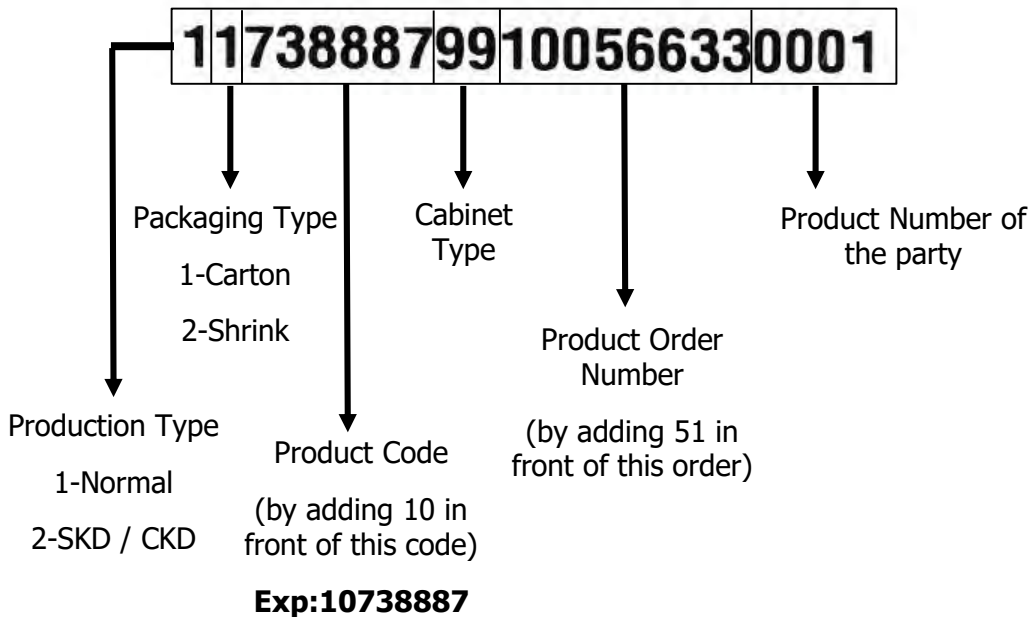 1173888799100566330001
Packaging Type
1-Carton
2-Shrink
Cabinet
Type
Product Number of
the party
Product Order
Number
(by adding 51 in
front of this order)
Production Type
1-Normal
2-SKD / CKD
Product Code
(by adding 10 in
front of this code)
Exp:10738887